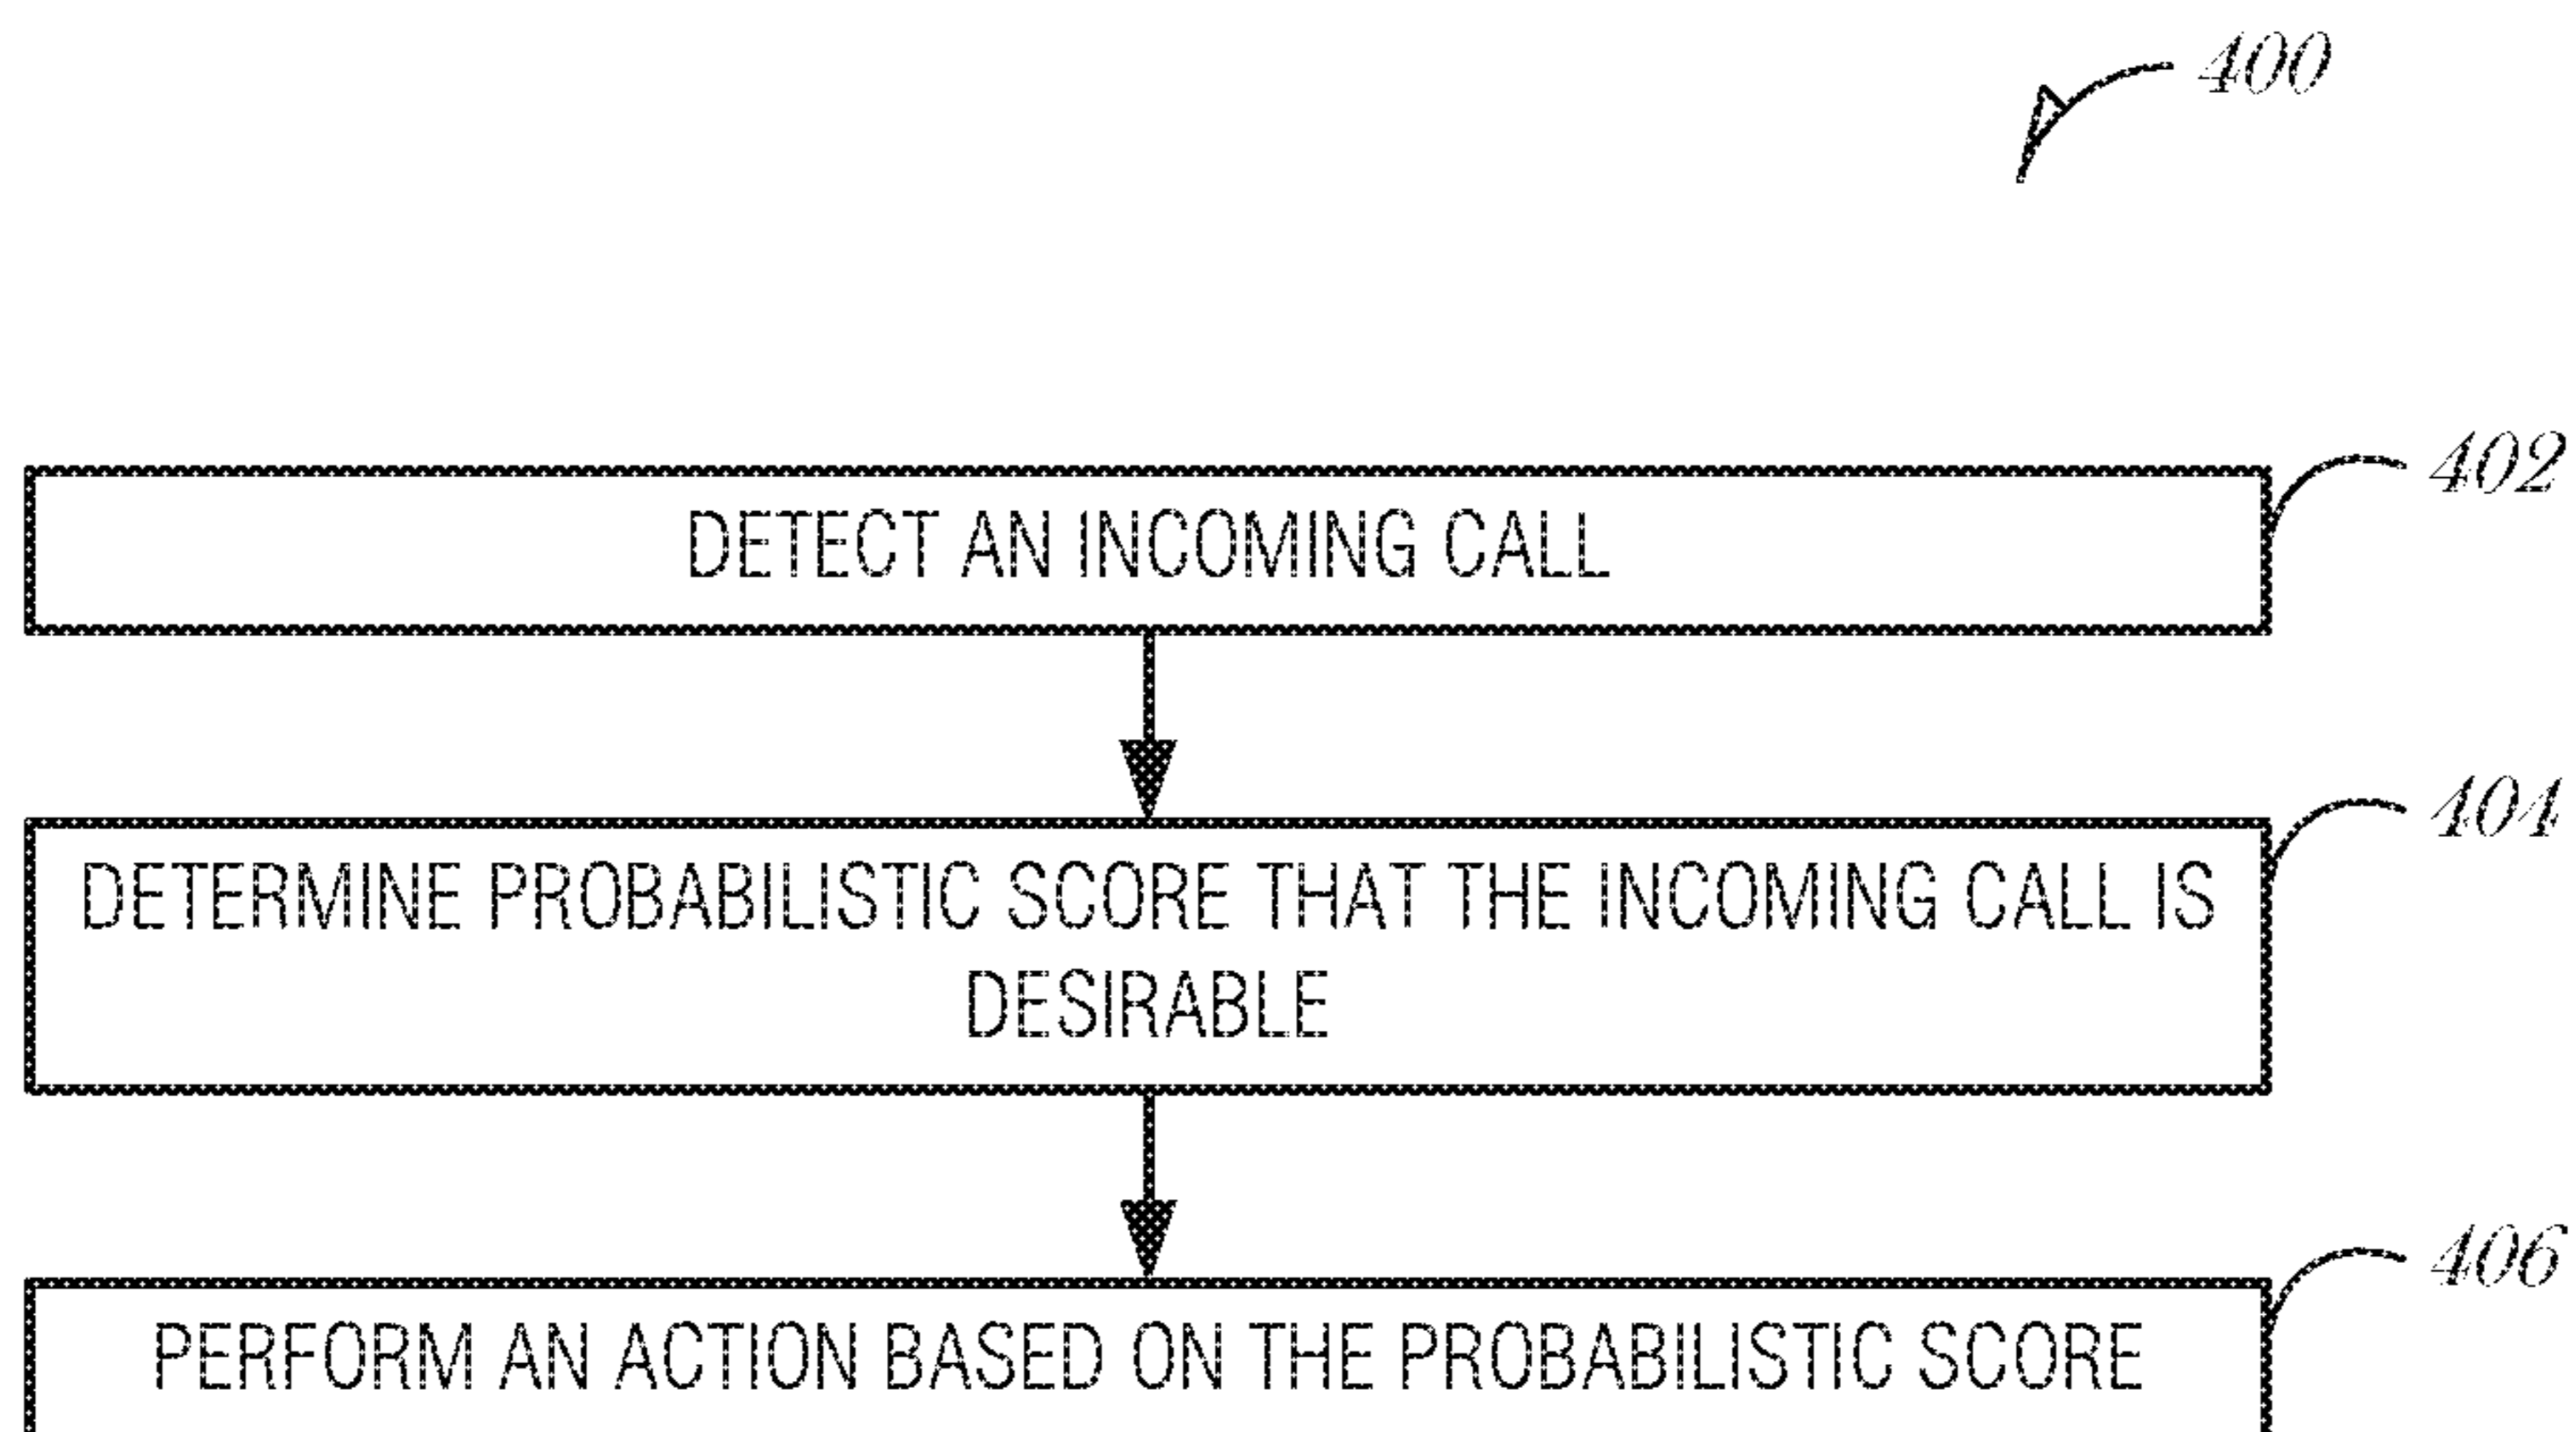 400
402
DETECT AN INCOMING CALL
404
DETERMINE PROBABILISTIC SCORE THAT THE INCOMING CALL IS
DESIRABLE
406
PERFORM AN ACTION BASED ON THE PROBABILISTIC SCORE